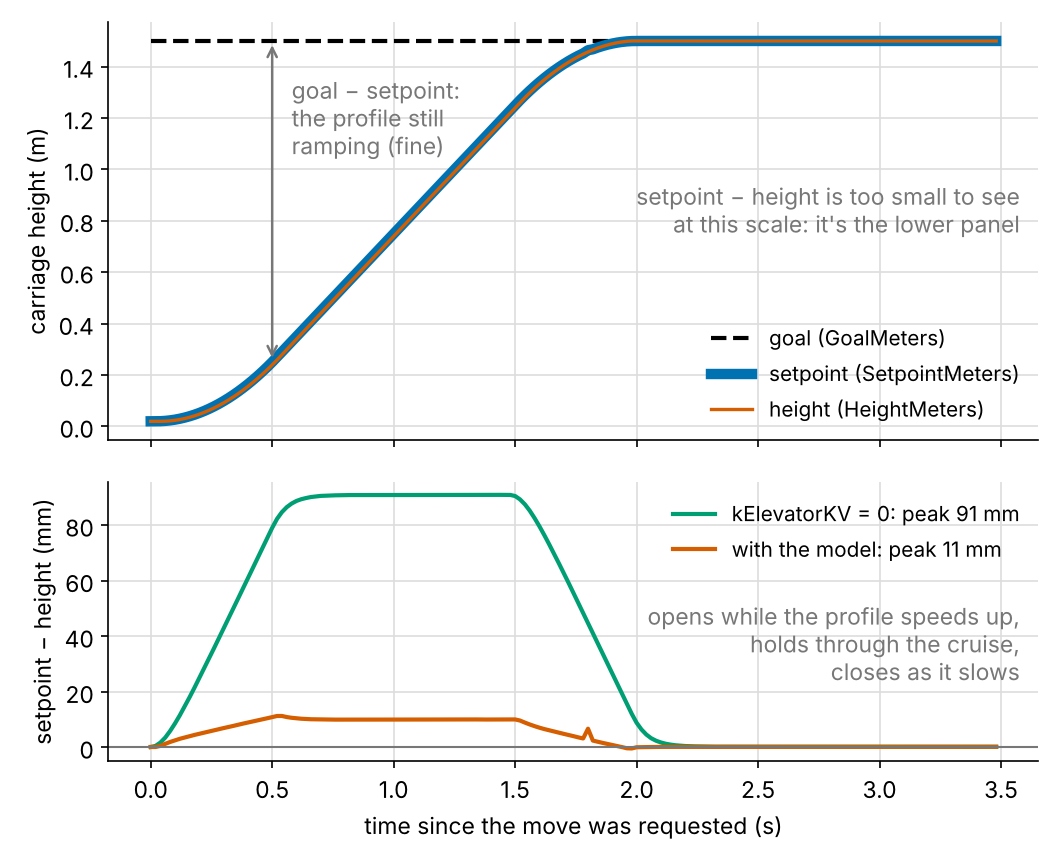 carriage height (m)
1.4
1.2
1.0
0.8
0.6
0.4
0.2
0.0
goal – setpoint:
the profile still
ramping (fine)
setpoint – height is too small to see
at this scale: it's the lower panel
goal (GoalMeters)
setpoint (SetpointMeters)
height (HeightMeters)
setpoint – height (mm)
80
60
40
20
0
kElevatorKV = 0: peak 91 mm
with the model: peak 11 mm
opens while the profile speeds up,
holds through the cruise,
closes as it slows
0.0 0.5 1.0 1.5 2.0 2.5 3.0 3.5
time since the move was requested (s)